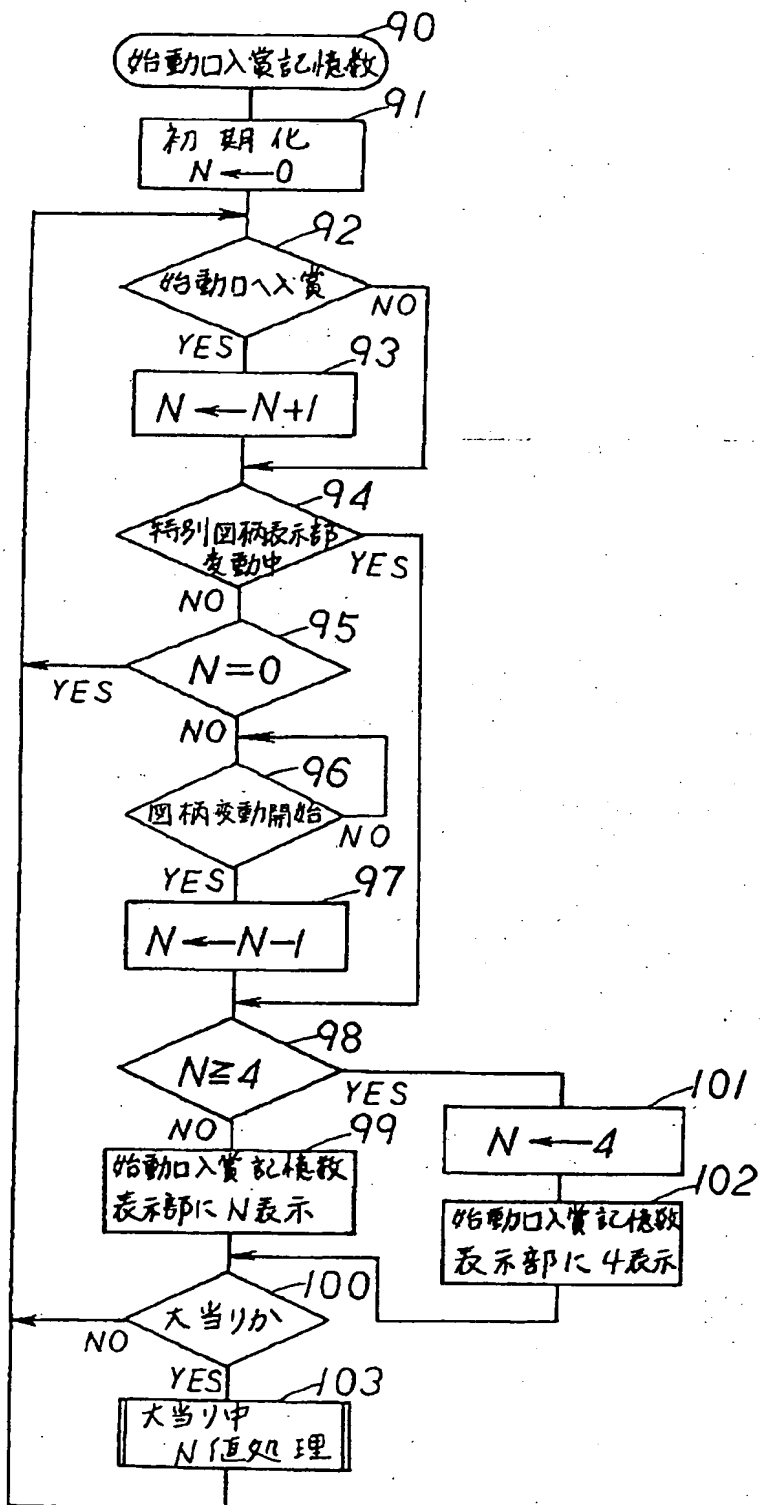 90
始動口入賞記憶数
91
初期化
N←0
92
始動口へ入賞
NO
YES
93
N←N+1
94
特別図柄表示部
変動中
YES
NO
95
N=0
YES
NO
96
図柄変動開始
NO
YES
97
N←N-1
98
N≧4
YES
NO
99
始動口入賞記憶数
表示部にN表示
101
N←4
102
始動口入賞記憶数
表示部に4表示
100
大当りか
NO
YES
103
大当り中
N値処理